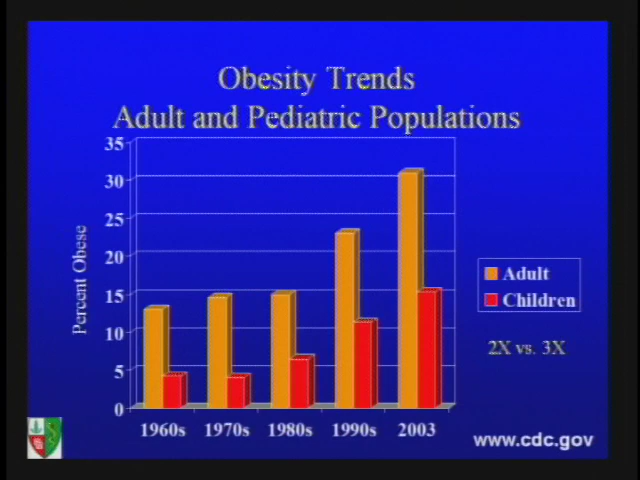 Obesity Trends
Adult and Pediatric Populations
35
30
25
20
15
10
5
0
Percent Obese
1960s 1970s 1980s 1990s 2003
Adult
Children
2X vs. 3X
www.cdc.gov